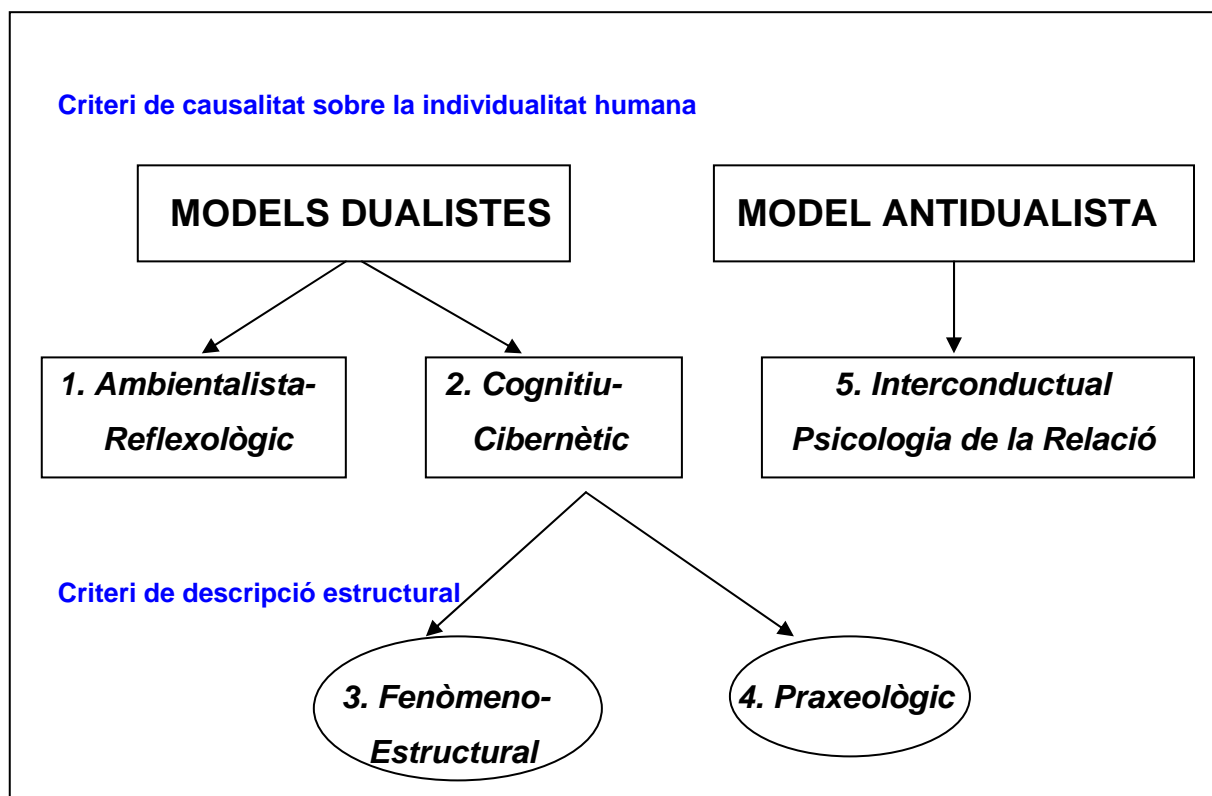 Criteri de causalitat sobre la individualitat humana
MODELS DUALISTES
MODEL ANTIDUALISTA
1. Ambientalista-
Reflexològic
2. Cognitiu-
Cibernètic
5. Interconductual
Psicologia de la Relació
Criteri de descripció estructural
3. Fenòmeno-
Estructural
4. Praxeològic